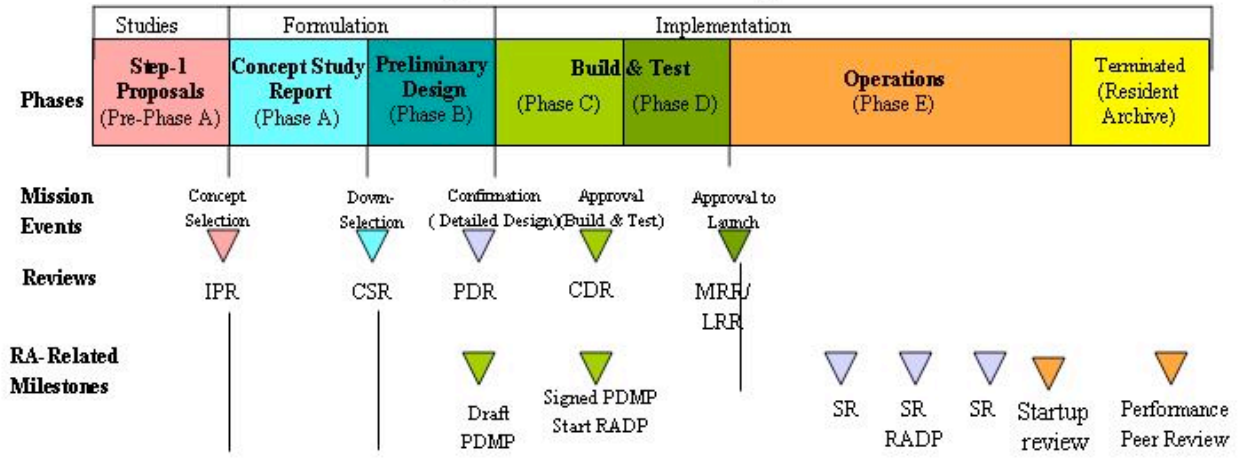 Studies Formulation Implementation
Phases
Step-1
Proposals
(Pre-Phase A)
Concept Study
Report
(Phase A)
Preliminary
Design
(Phase B)
Build & Test
(Phase C) (Phase D)
Operations
(Phase E)
Terminated
(Resident
Archive)
Mission
Events
Concept
Selection
Down-
Selection
Confirmation
( Detailed Design)
Approval
(Build & Test)
Approval to
Launch
Reviews
IPR
CSR
PDR
CDR
MRR/
LRR
RA-Related
Milestones
Draft
PDMP
Signed PDMP
Start RADP
SR
SR
RADP
SR
Startup
review
Performance
Peer Review